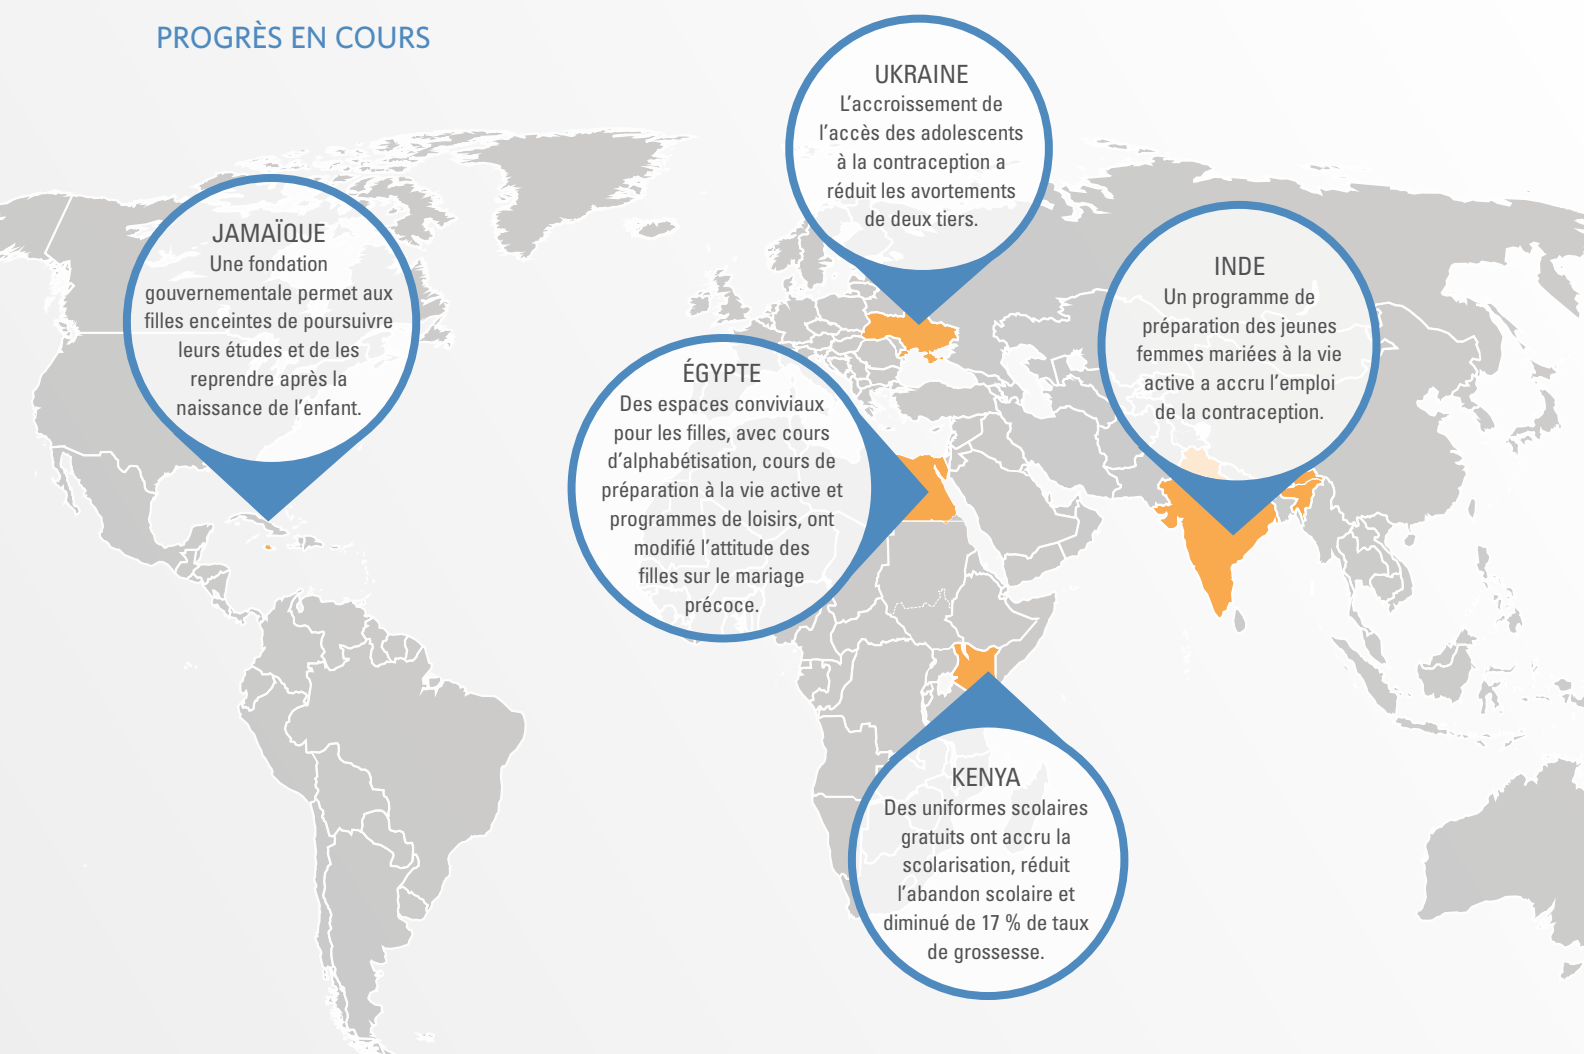 PROGRÈS EN COURS
UKRAINE
L'accroissement de
l'accès des adolescents
à la contraception a
réduit les avortements
de deux tiers.
JAMAÏQUE
Une fondation
gouvernementale permet aux
filles enceintes de poursuivre
leurs études et de les
reprendre après la
naissance de l'enfant.
INDE
Un programme de
préparation des jeunes
femmes mariées à la vie
active a accru l'emploi
de la contraception.
ÉGYPTE
Des espaces conviviaux
pour les filles, avec cours
d'alphabétisation, cours de
préparation à la vie active et
programmes de loisirs, ont
modifié l'attitude des
filles sur le mariage
précoce.
KENYA
Des uniformes scolaires
gratuits ont accru la
scolarisation, réduit
l'abandon scolaire et
diminué de 17 % de taux
de grossesse.